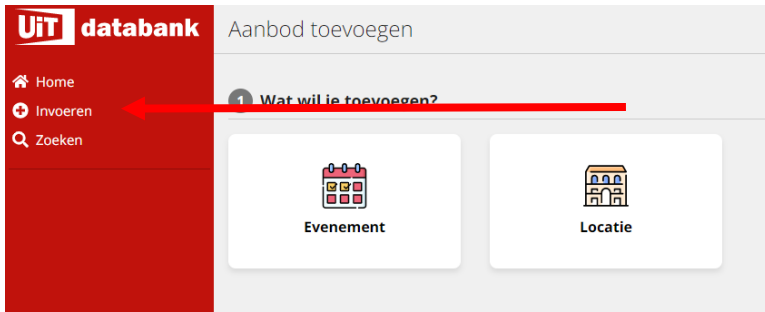 UiT databank
Home
Invoeren
Zoeken
Aanbod toevoegen
1 Wat wil je toevoegen?
Evenement
Locatie